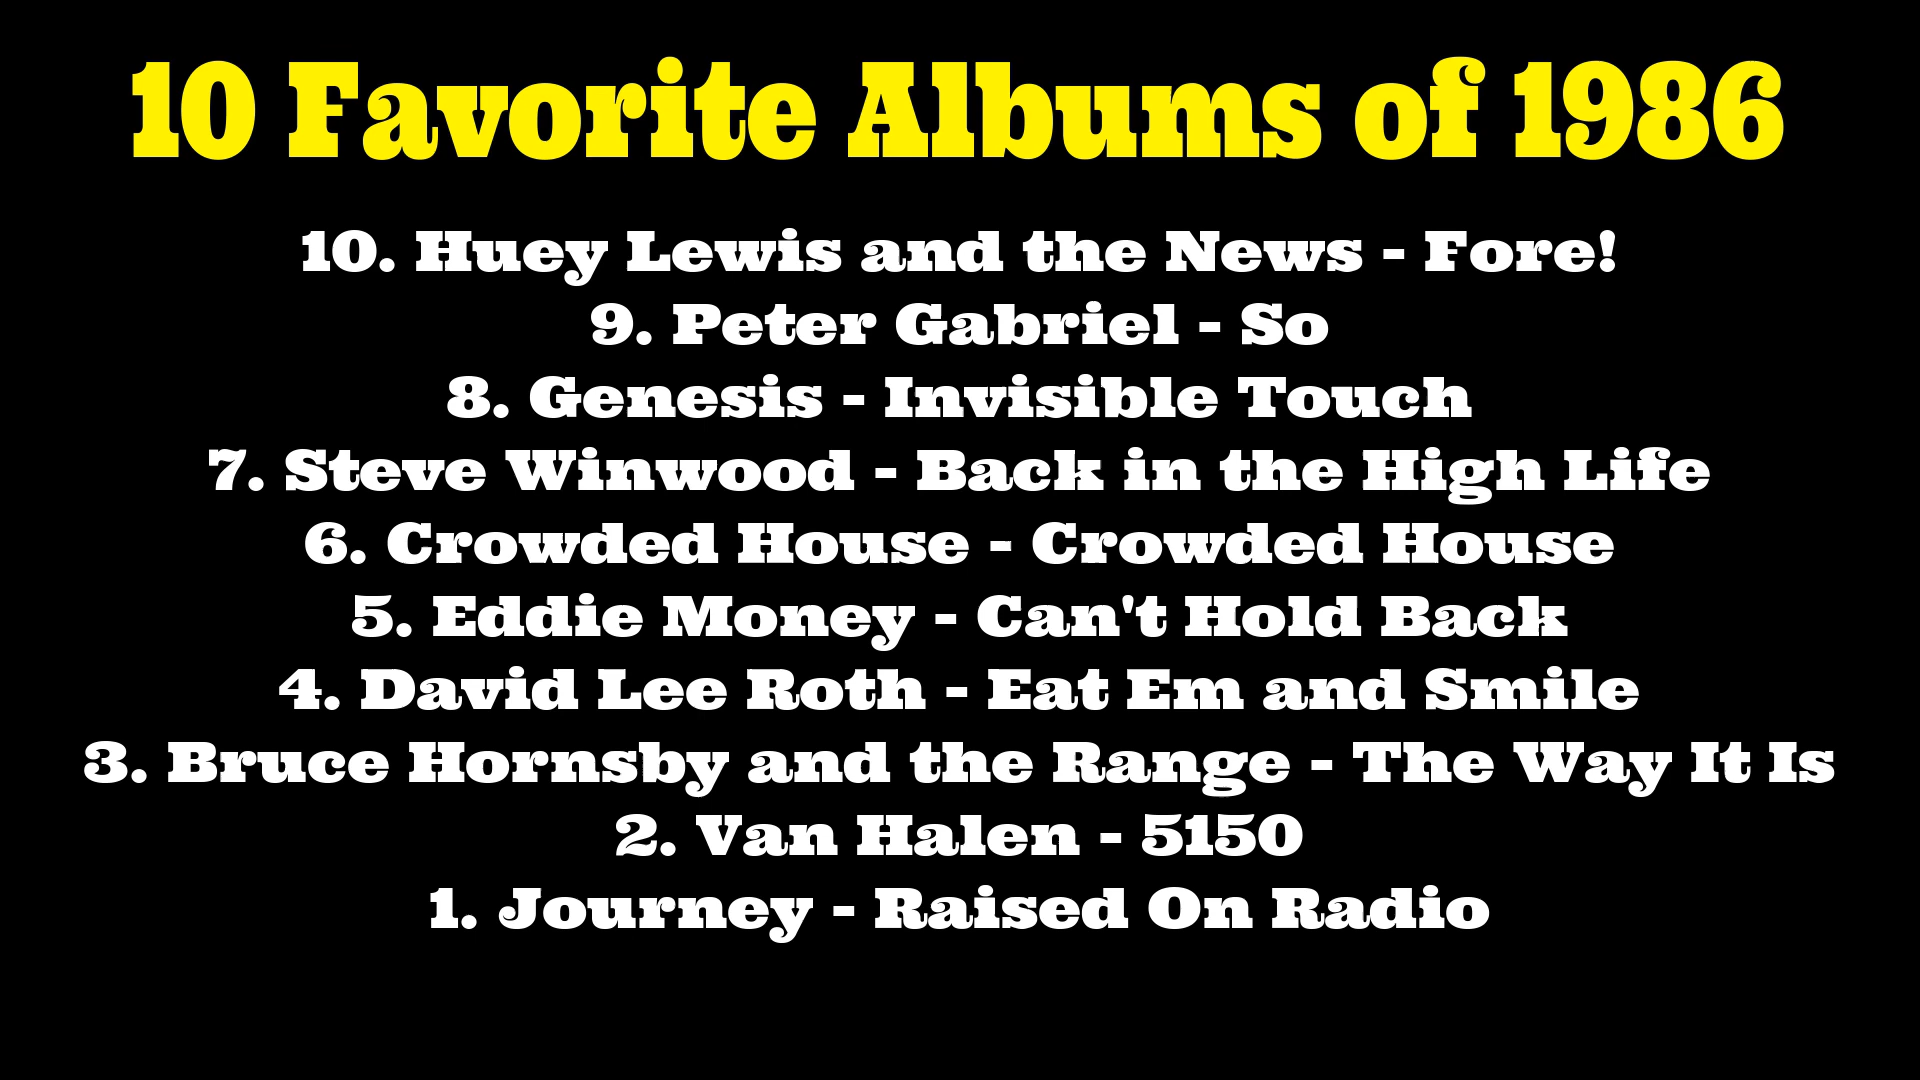 10 Favorite Albums of 1986
10. Huey Lewis and the News - Fore!
9. Peter Gabriel - So
8. Genesis - Invisible Touch
7. Steve Winwood - Back in the High Life
6. Crowded House - Crowded House
5. Eddie Money - Can't Hold Back
4. David Lee Roth - Eat Em and Smile
3. Bruce Hornsby and the Range - The Way It Is
2. Van Halen - 5150
1. Journey - Raised On Radio